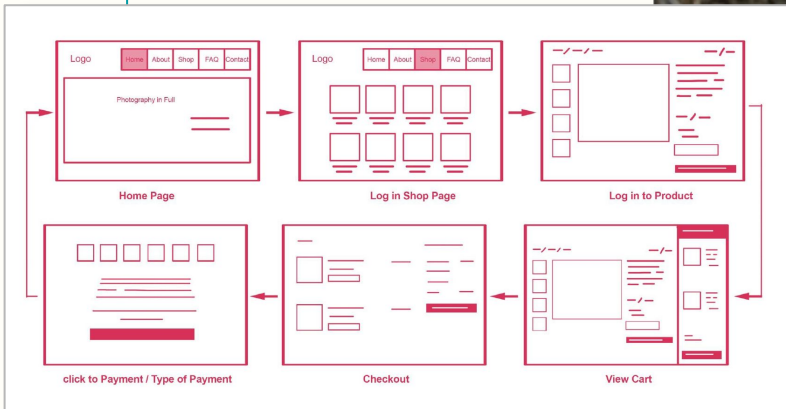 Logo
Home About Shop FAQ Contact
Photography in Full
Home Page
Logo
Home About Shop FAQ Contact
Log in Shop Page
Log in to Product
click to Payment / Type of Payment
Checkout
View Cart